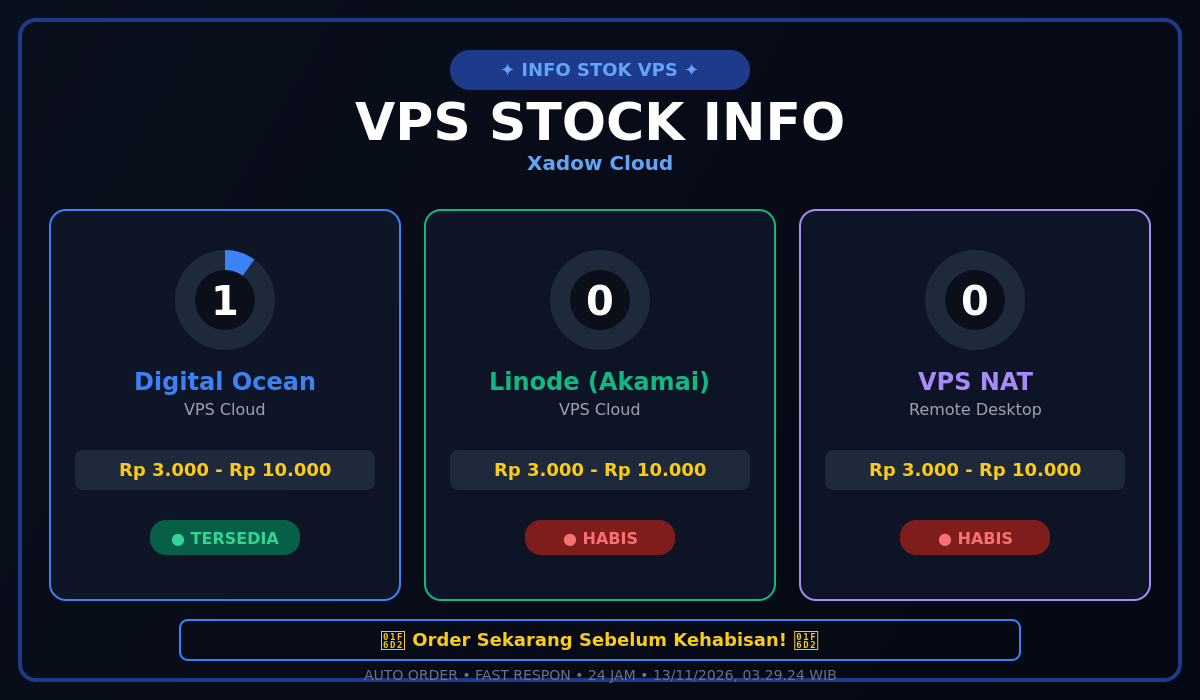 ✦ INFO STOK VPS ✦
VPS STOCK INFO
Xadow Cloud
1
Digital Ocean
VPS Cloud
Rp 3.000 - Rp 10.000
● TERSEDIA
0
Linode (Akamai)
VPS Cloud
Rp 3.000 - Rp 10.000
● HABIS
0
VPS NAT
Remote Desktop
Rp 3.000 - Rp 10.000
● HABIS
🛒 Order Sekarang Sebelum Kehabisan! 🛒
AUTO ORDER • FAST RESPON • 24 JAM • 13/11/2026, 03.29.24 WIB